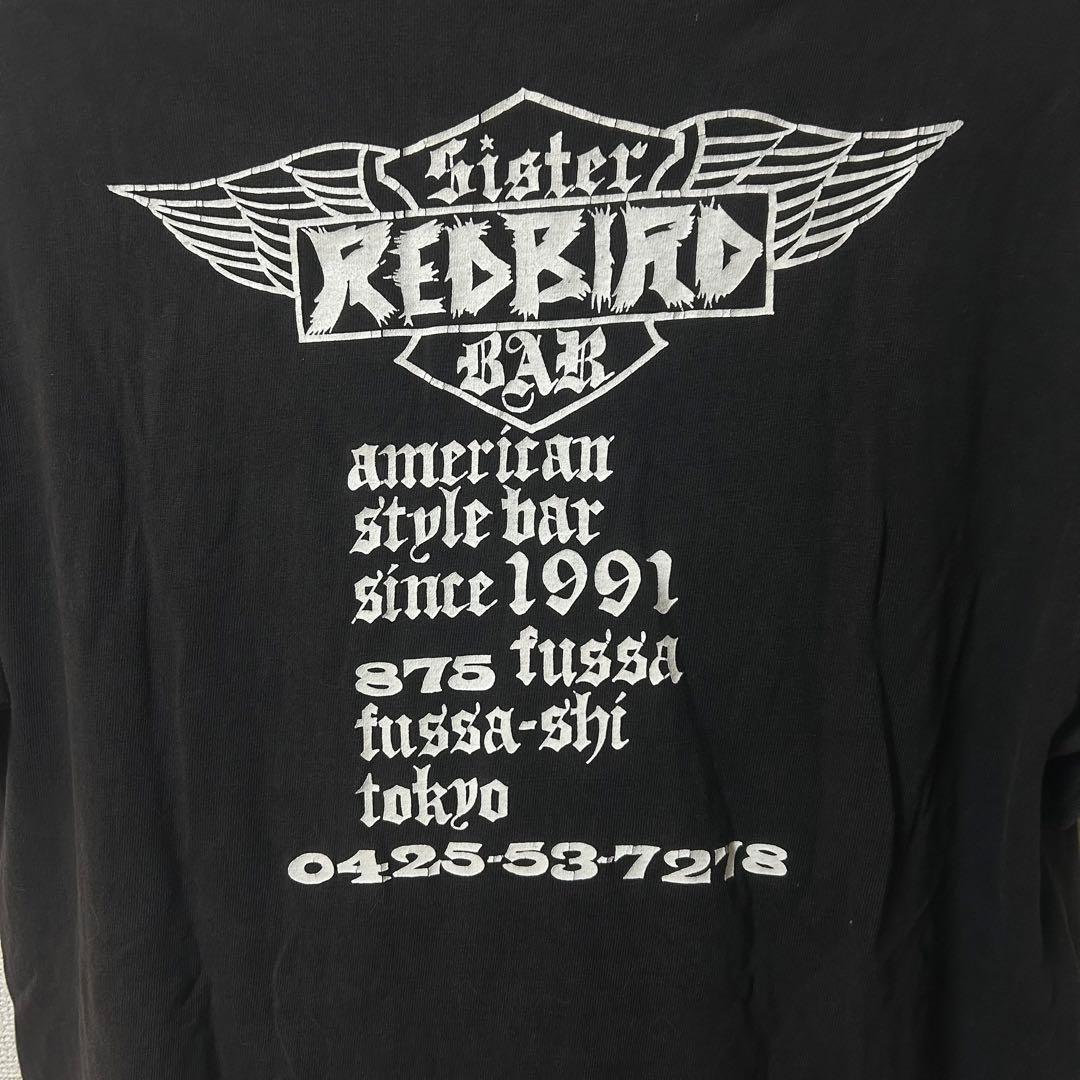 Sister
REDBIRD
BAR
american
style bar
since 1991
875 fussa
fussa-shi
tokyo
0425-53-7278